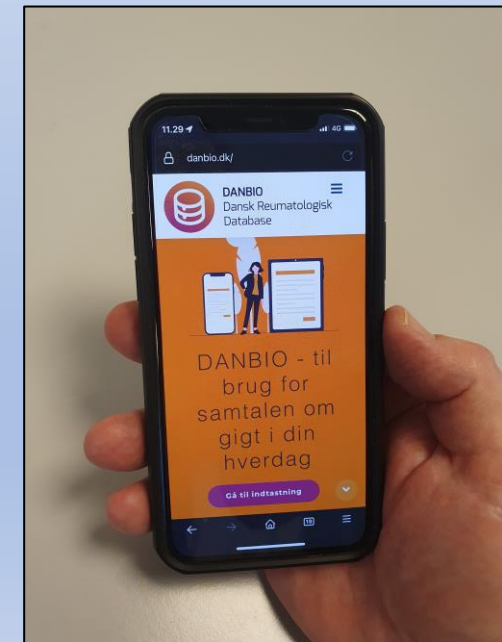 11.29
4G
danbio.dk/
DANBIO
Dansk Reumatologisk
Database
DANBIO - til
brug for
samtalen om
gigt i din
hverdag
Gå til indtastning